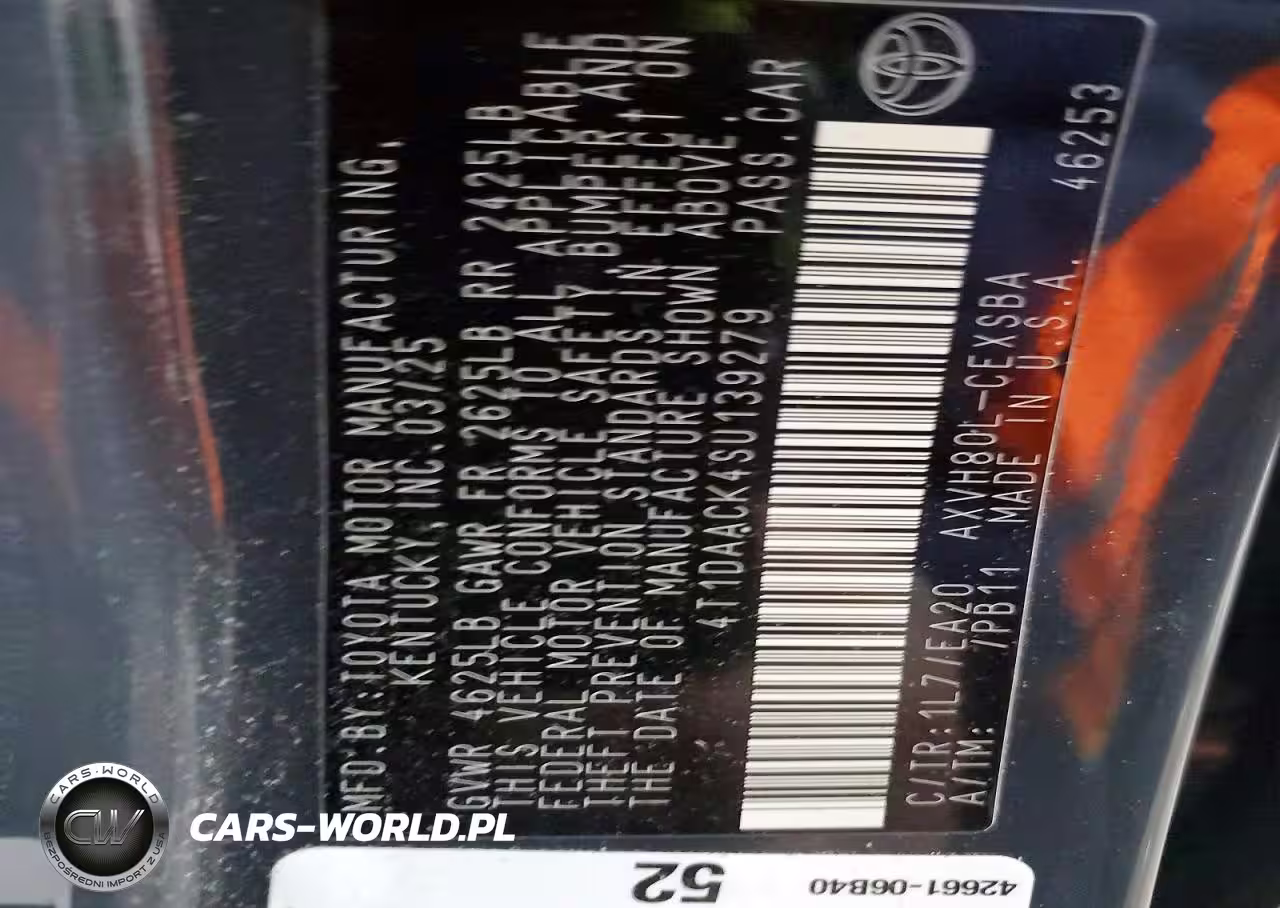 MFD.BY:TOYOTA MOTOR MANUFACTURING,
KENTUCKY,INC.03/25
GVWR 4625LB GAWR FR 2625LB RR 2425LB
THIS VEHICLE CONFORMS TO ALL APPLICABLE
FEDERAL MOTOR VEHICLE SAFETY BUMPER, AND
THEFT PREVENTION STANDARDS IN EFFECT ON
THE DATE OF MANUFACTURE SHOWN ABOVE.
4T1DAACK4SU139279 PASS.CAR
C/TR:1L7/EA20 AXVH80L-CEXSBA
A/TM: 7PB11 MADE IN U.S.A. 46253
52
42661-06B40
CARS-WORLD
CW
BEZPOŚREDNI IMPORT Z USA
CARS-WORLD.PL